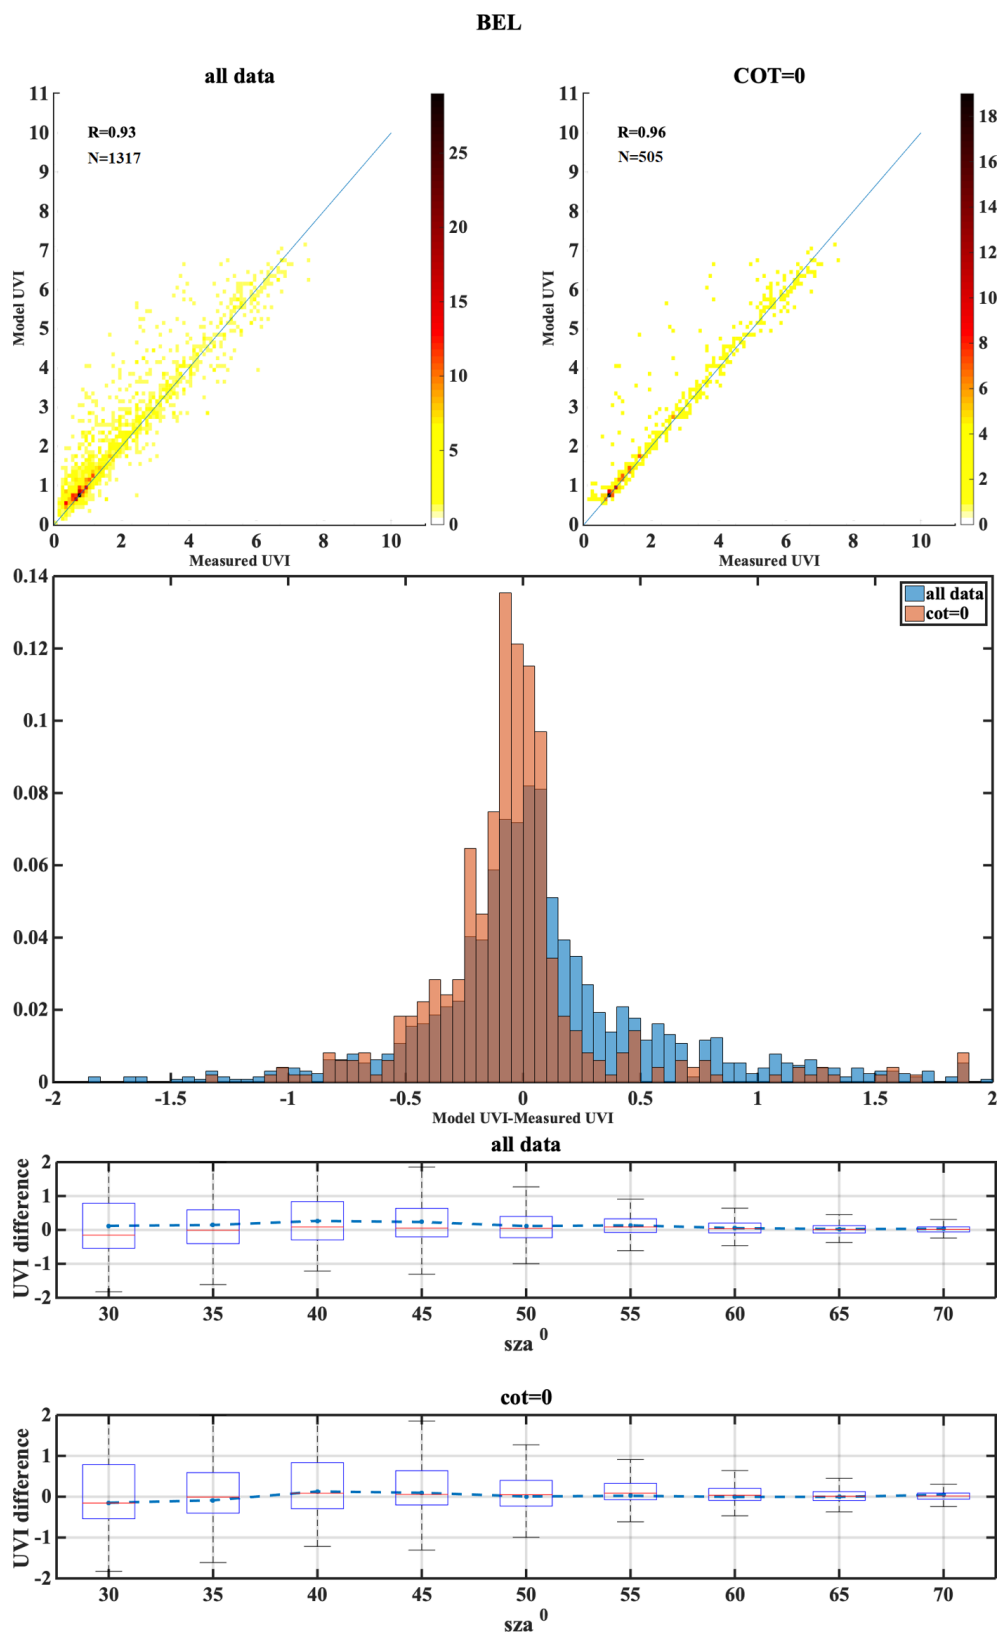 BEL
all data
COT=0
R=0.93
N=1317
R=0.96
N=505
11
10
9
8
7
6
5
4
3
2
1
0
Model UVI
0 2 4 6 8 10
Measured UVI
25
20
15
10
5
0
11
10
9
8
7
6
5
4
3
2
1
0
Model UVI
0 2 4 6 8 10
Measured UVI
18
16
14
12
10
8
6
4
2
0
all data
cot=0
0.14
0.12
0.1
0.08
0.06
0.04
0.02
0
-2 -1.5 -1 -0.5 0 0.5 1 1.5 2
Model UVI-Measured UVI
all data
UVI difference
2
1
0
-1
-2
30 35 40 45 50 55 60 65 70
sza 0
cot=0
UVI difference
2
1
0
-1
-2
30 35 40 45 50 55 60 65 70
sza 0